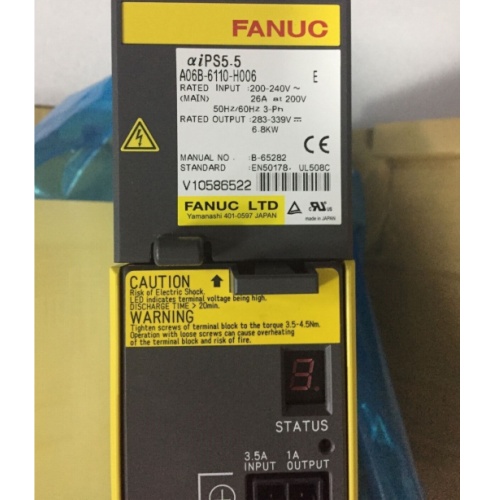 FANUC
αiPS5.5
A06B-6110-H006 E
RATED INPUT :200-240V ~
(MAIN) 26A at 200V
50Hz/60Hz 3-PH
RATED OUTPUT :283-339V ⎓
6.8KW
CE
MANUAL NO. :B-65282
STANDARD :EN50178, UL508C
V10586522
FANUC LTD
Yamanashi 401-0597 JAPAN
made in JAPAN
CAUTION
Risk of Electric Shock.
LED indicates terminal voltage being high.
DISCHARGE TIME > 20min.
WARNING
Tighten screws of terminal block to the torque 3.5-4.5Nm.
Operation with loose screws can cause overheating
of the terminal block and risk of fire.
STATUS
3.5A 1A
INPUT OUTPUT